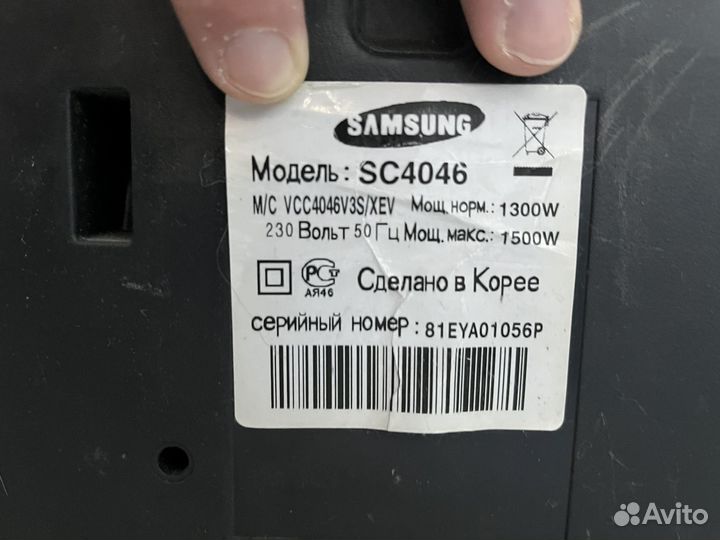 SAMSUNG
Модель: SC4046
M/C VCC4046V3S/XEV Мощ. норм.: 1300W
230 Вольт 50 Гц Мощ. макс.: 1500W
РС АЯ46 Сделано в Корее
серийный номер: 81EYA01056P
Avito